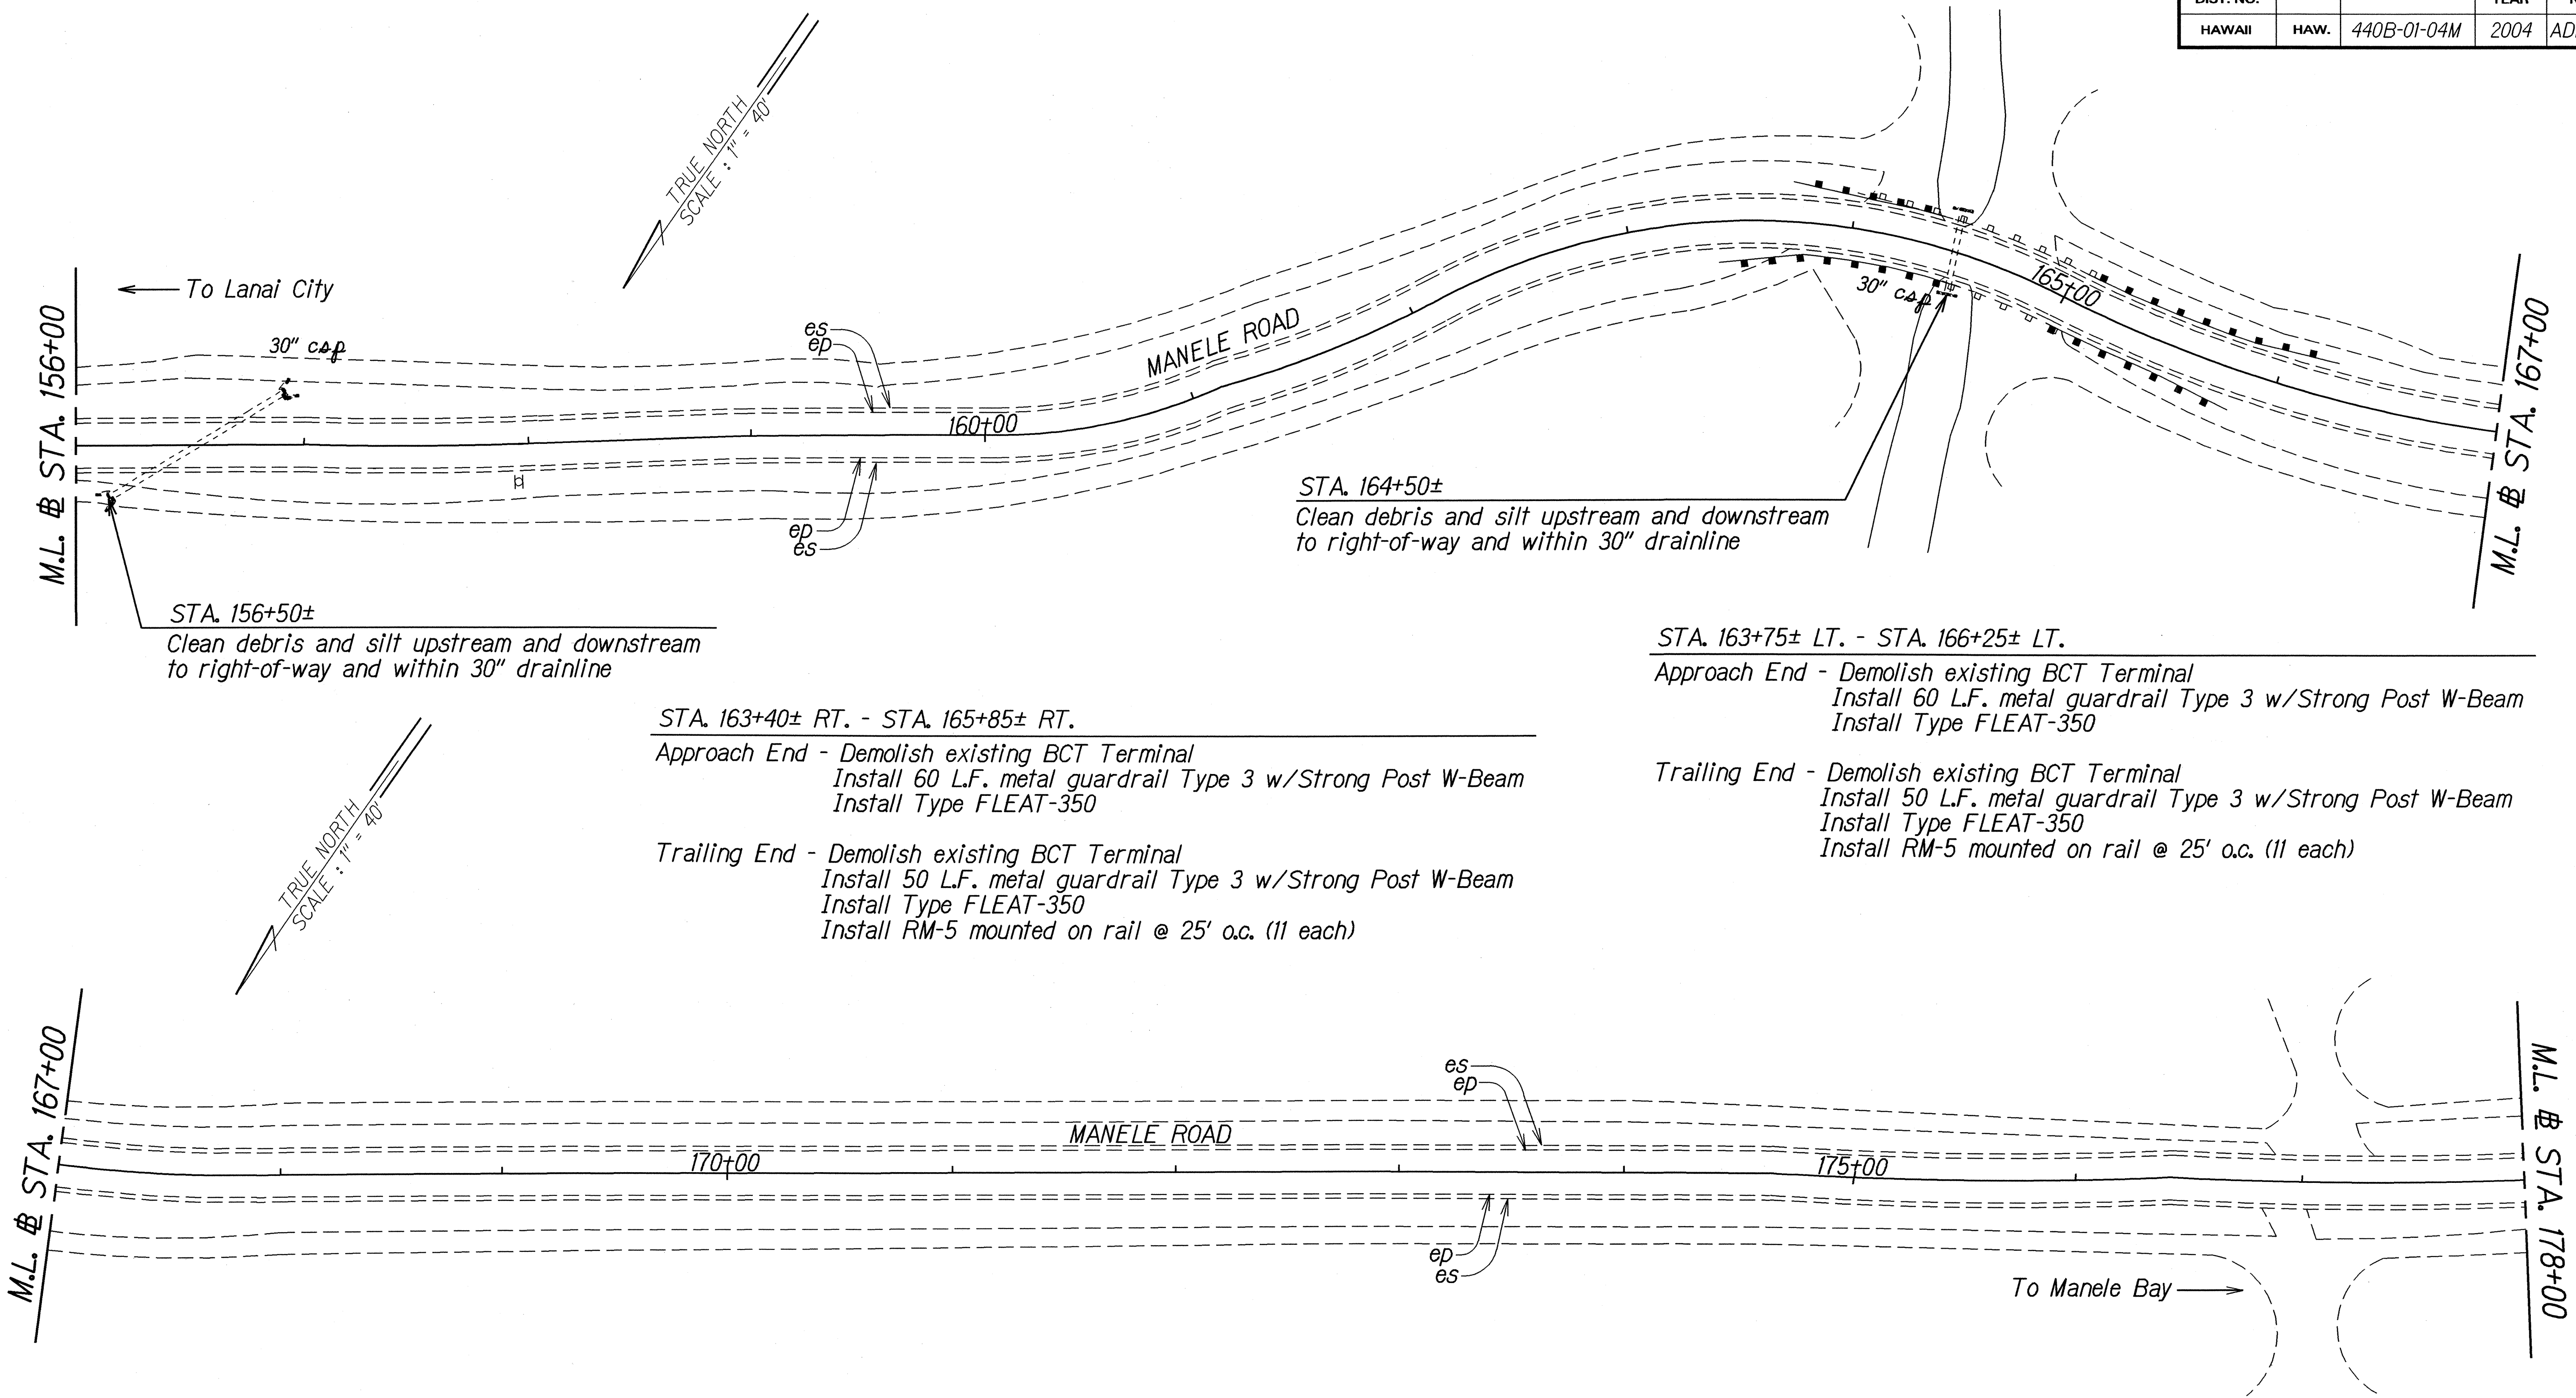 DIST. NO. YEAR
HAWAII HAW. 440B-01-04M 2004
TRUE NORTH
SCALE : 1" = 40'
To Lanai City
30" csp
es
ep
MANELE ROAD
160+00
30" csp
165+00
M.L. ⅊ STA. 156+00
M.L. ⅊ STA. 167+00
ep
es
STA. 164+50±
Clean debris and silt upstream and downstream
to right-of-way and within 30" drainline
STA. 156+50±
Clean debris and silt upstream and downstream
to right-of-way and within 30" drainline
STA. 163+75± LT. - STA. 166+25± LT.
Approach End - Demolish existing BCT Terminal
Install 60 L.F. metal guardrail Type 3 w/Strong Post W-Beam
Install Type FLEAT-350
Trailing End - Demolish existing BCT Terminal
Install 50 L.F. metal guardrail Type 3 w/Strong Post W-Beam
Install Type FLEAT-350
Install RM-5 mounted on rail @ 25' o.c. (11 each)
STA. 163+40± RT. - STA. 165+85± RT.
Approach End - Demolish existing BCT Terminal
Install 60 L.F. metal guardrail Type 3 w/Strong Post W-Beam
Install Type FLEAT-350
Trailing End - Demolish existing BCT Terminal
Install 50 L.F. metal guardrail Type 3 w/Strong Post W-Beam
Install Type FLEAT-350
Install RM-5 mounted on rail @ 25' o.c. (11 each)
TRUE NORTH
SCALE : 1" = 40'
M.L. ⅊ STA. 167+00
es
ep
MANELE ROAD
170+00
175+00
ep
es
To Manele Bay
M.L. ⅊ STA. 178+00